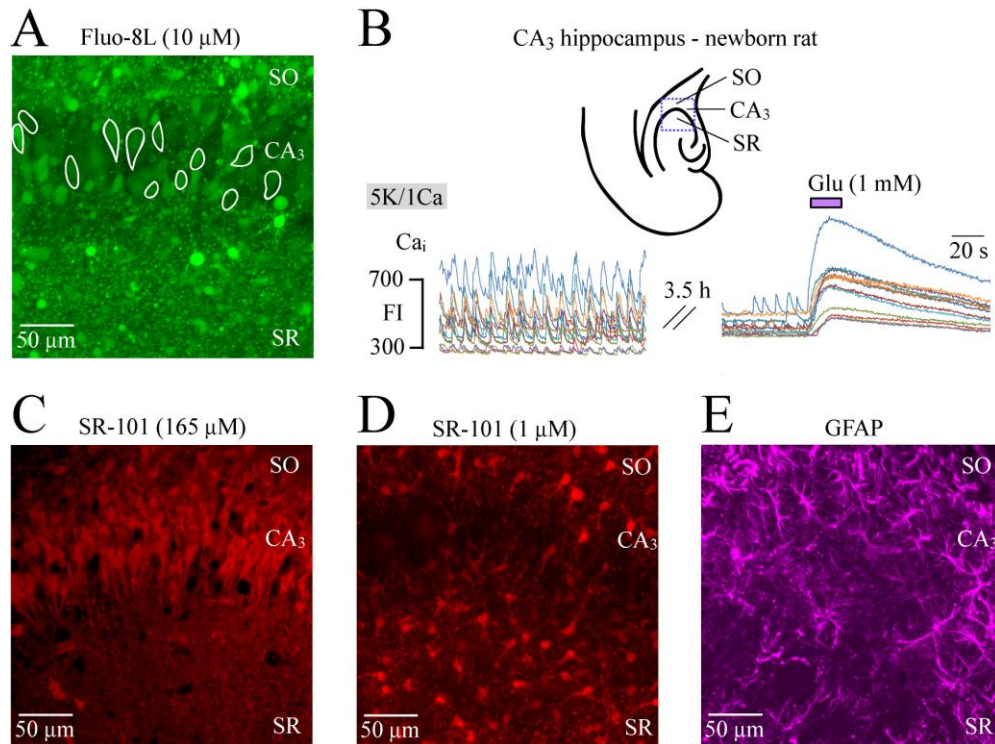 A
Fluo-8L (10 µM)
SO
CA₃
50 µm
SR
B
CA₃ hippocampus - newborn rat
SO
CA₃
SR
5K/1Ca
Glu (1 mM)
Caᵢ
20 s
700
3.5 h
FI
300
C
SR-101 (165 µM)
SO
CA₃
50 µm
SR
D
SR-101 (1 µM)
SO
CA₃
50 µm
SR
E
GFAP
SO
CA₃
50 µm
SR